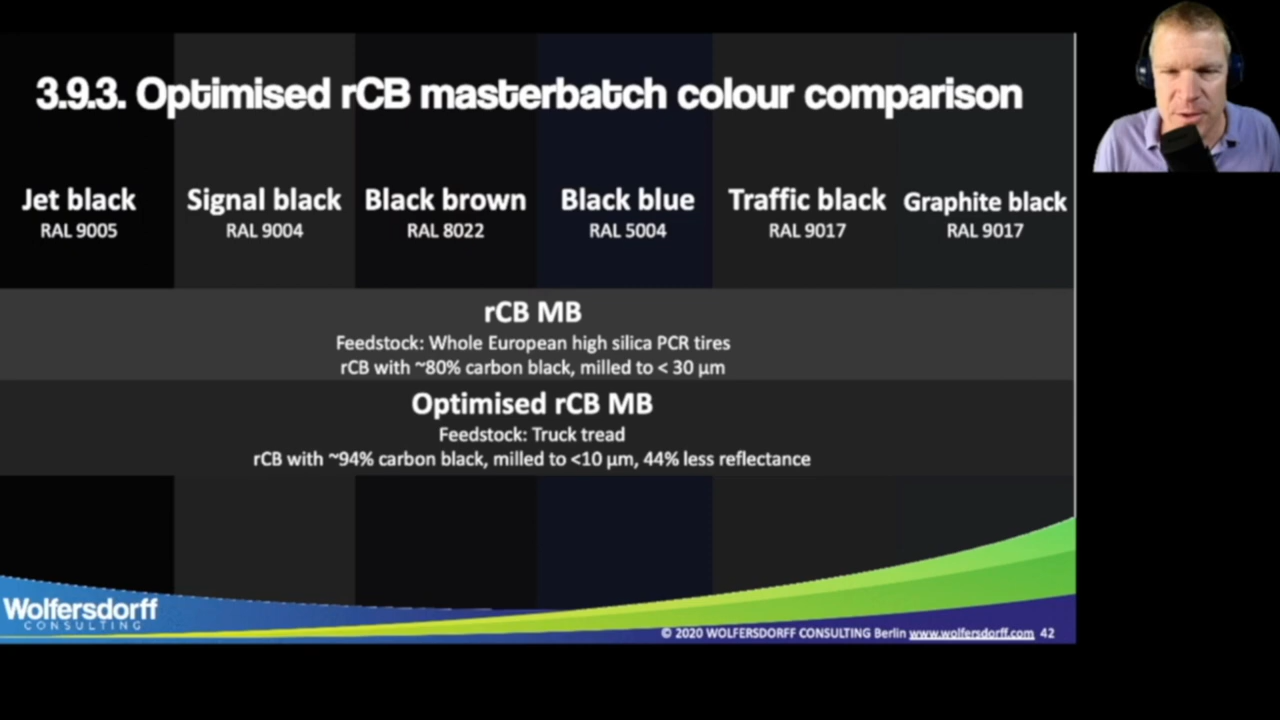 3.9.3. Optimised rCB masterbatch colour comparison
Jet black
RAL 9005
Signal black
RAL 9004
Black brown
RAL 8022
Black blue
RAL 5004
Traffic black
RAL 9017
Graphite black
RAL 9017
rCB MB
Feedstock: Whole European high silica PCR tires
rCB with ~80% carbon black, milled to < 30 µm
Optimised rCB MB
Feedstock: Truck tread
rCB with ~94% carbon black, milled to <10 µm, 44% less reflectance
Wolfersdorff
CONSULTING
© 2020 WOLFERSDORFF CONSULTING Berlin www.wolfersdorff.com 42